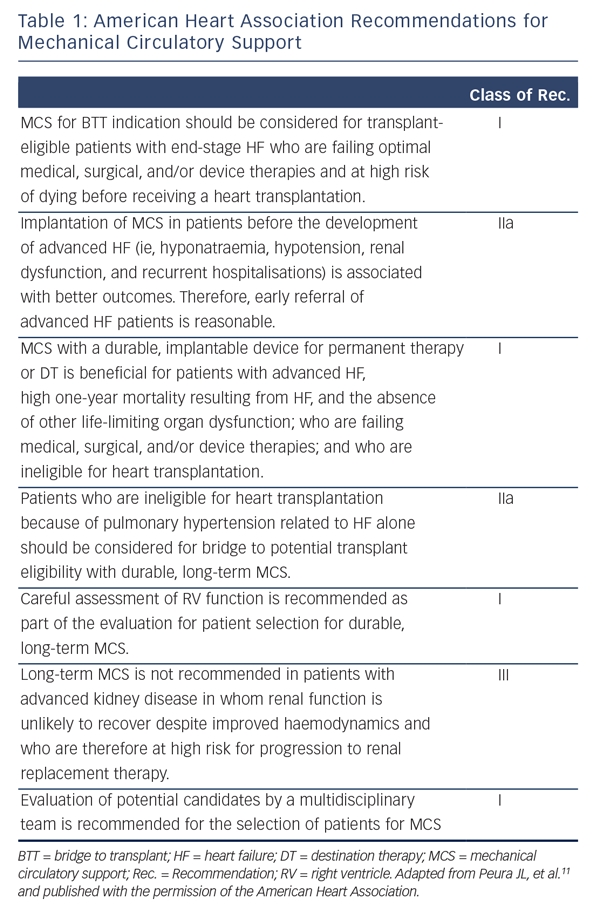 Table 1: American Heart Association Recommendations for
Mechanical Circulatory Support
Class of Rec.
MCS for BTT indication should be considered for transplant- I
eligible patients with end-stage HF who are failing optimal
medical, surgical, and/or device therapies and at high risk
of dying before receiving a heart transplantation.
Implantation of MCS in patients before the development IIa
of advanced HF (ie, hyponatraemia, hypotension, renal
dysfunction, and recurrent hospitalisations) is associated
with better outcomes. Therefore, early referral of
advanced HF patients is reasonable.
MCS with a durable, implantable device for permanent therapy I
or DT is beneficial for patients with advanced HF,
high one-year mortality resulting from HF, and the absence
of other life-limiting organ dysfunction; who are failing
medical, surgical, and/or device therapies; and who are
ineligible for heart transplantation.
Patients who are ineligible for heart transplantation IIa
because of pulmonary hypertension related to HF alone
should be considered for bridge to potential transplant
eligibility with durable, long-term MCS.
Careful assessment of RV function is recommended as I
part of the evaluation for patient selection for durable,
long-term MCS.
Long-term MCS is not recommended in patients with III
advanced kidney disease in whom renal function is
unlikely to recover despite improved haemodynamics and
who are therefore at high risk for progression to renal
replacement therapy.
Evaluation of potential candidates by a multidisciplinary I
team is recommended for the selection of patients for MCS
BTT = bridge to transplant; HF = heart failure; DT = destination therapy; MCS = mechanical
circulatory support; Rec. = Recommendation; RV = right ventricle. Adapted from Peura JL, et al.¹¹
and published with the permission of the American Heart Association.